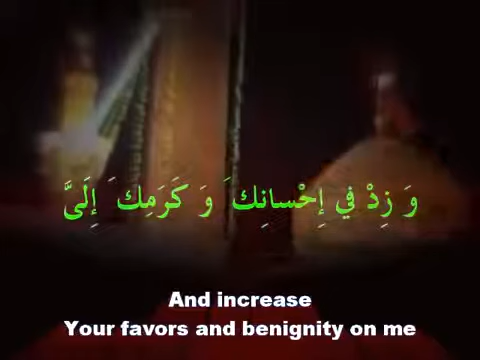 وَ زِدْ في إِحْسانِكَ وَ كَرَمِكَ إِلَىَّ
And increase
Your favors and benignity on me